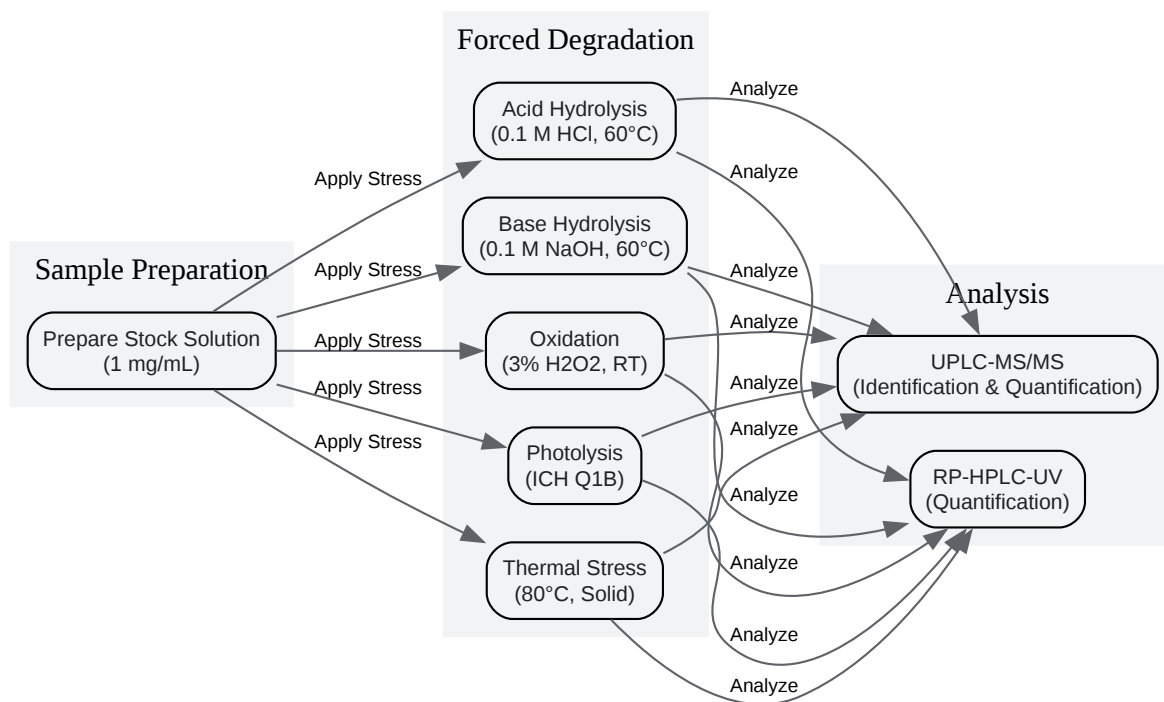 Forced Degradation
Acid Hydrolysis
(0.1 M HCl, 60°C)
Base Hydrolysis
(0.1 M NaOH, 60°C)
Oxidation
(3% H2O2, RT)
Photolysis
(ICH Q1B)
Thermal Stress
(80°C, Solid)
Sample Preparation
Prepare Stock Solution
(1 mg/mL)
Apply Stress
Apply Stress
Apply Stress
Apply Stress
Apply Stress
Analyze
Analyze
Analyze
Analyze
Analyze
Analyze
Analyze
Analyze
Analyze
Analyze
Analysis
UPLC-MS/MS
(Identification & Quantification)
RP-HPLC-UV
(Quantification)